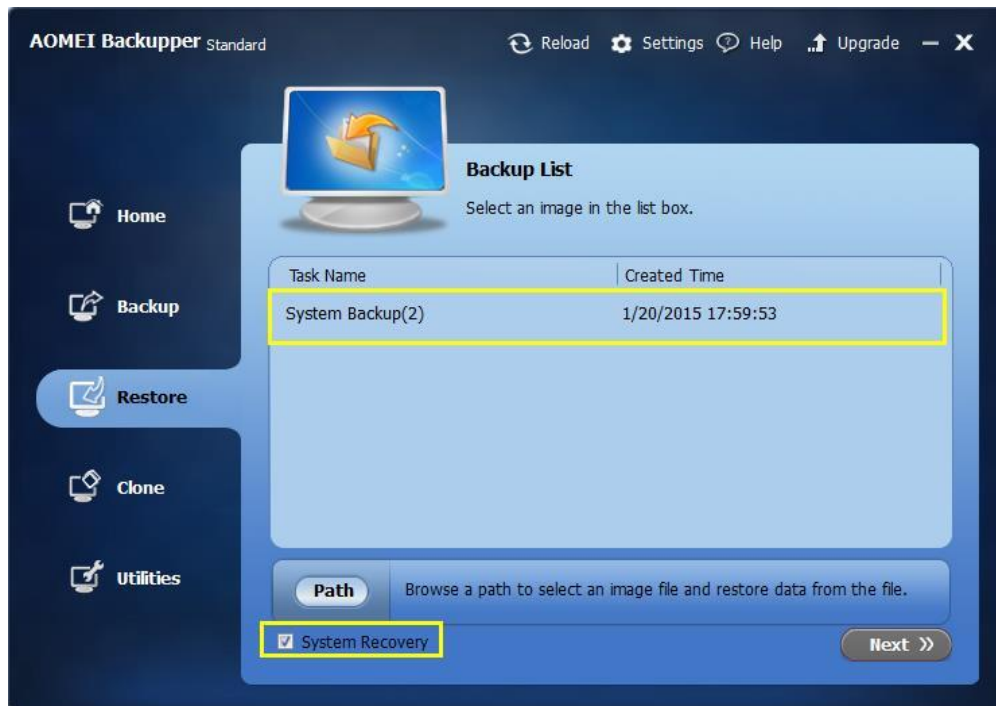 AOMEI Backupper Standard
Reload Settings Help Upgrade
Backup List
Select an image in the list box.
Home
Task Name Created Time
Backup
System Backup(2) 1/20/2015 17:59:53
Restore
Clone
Utilities
Path Browse a path to select an image file and restore data from the file.
System Recovery
Next »